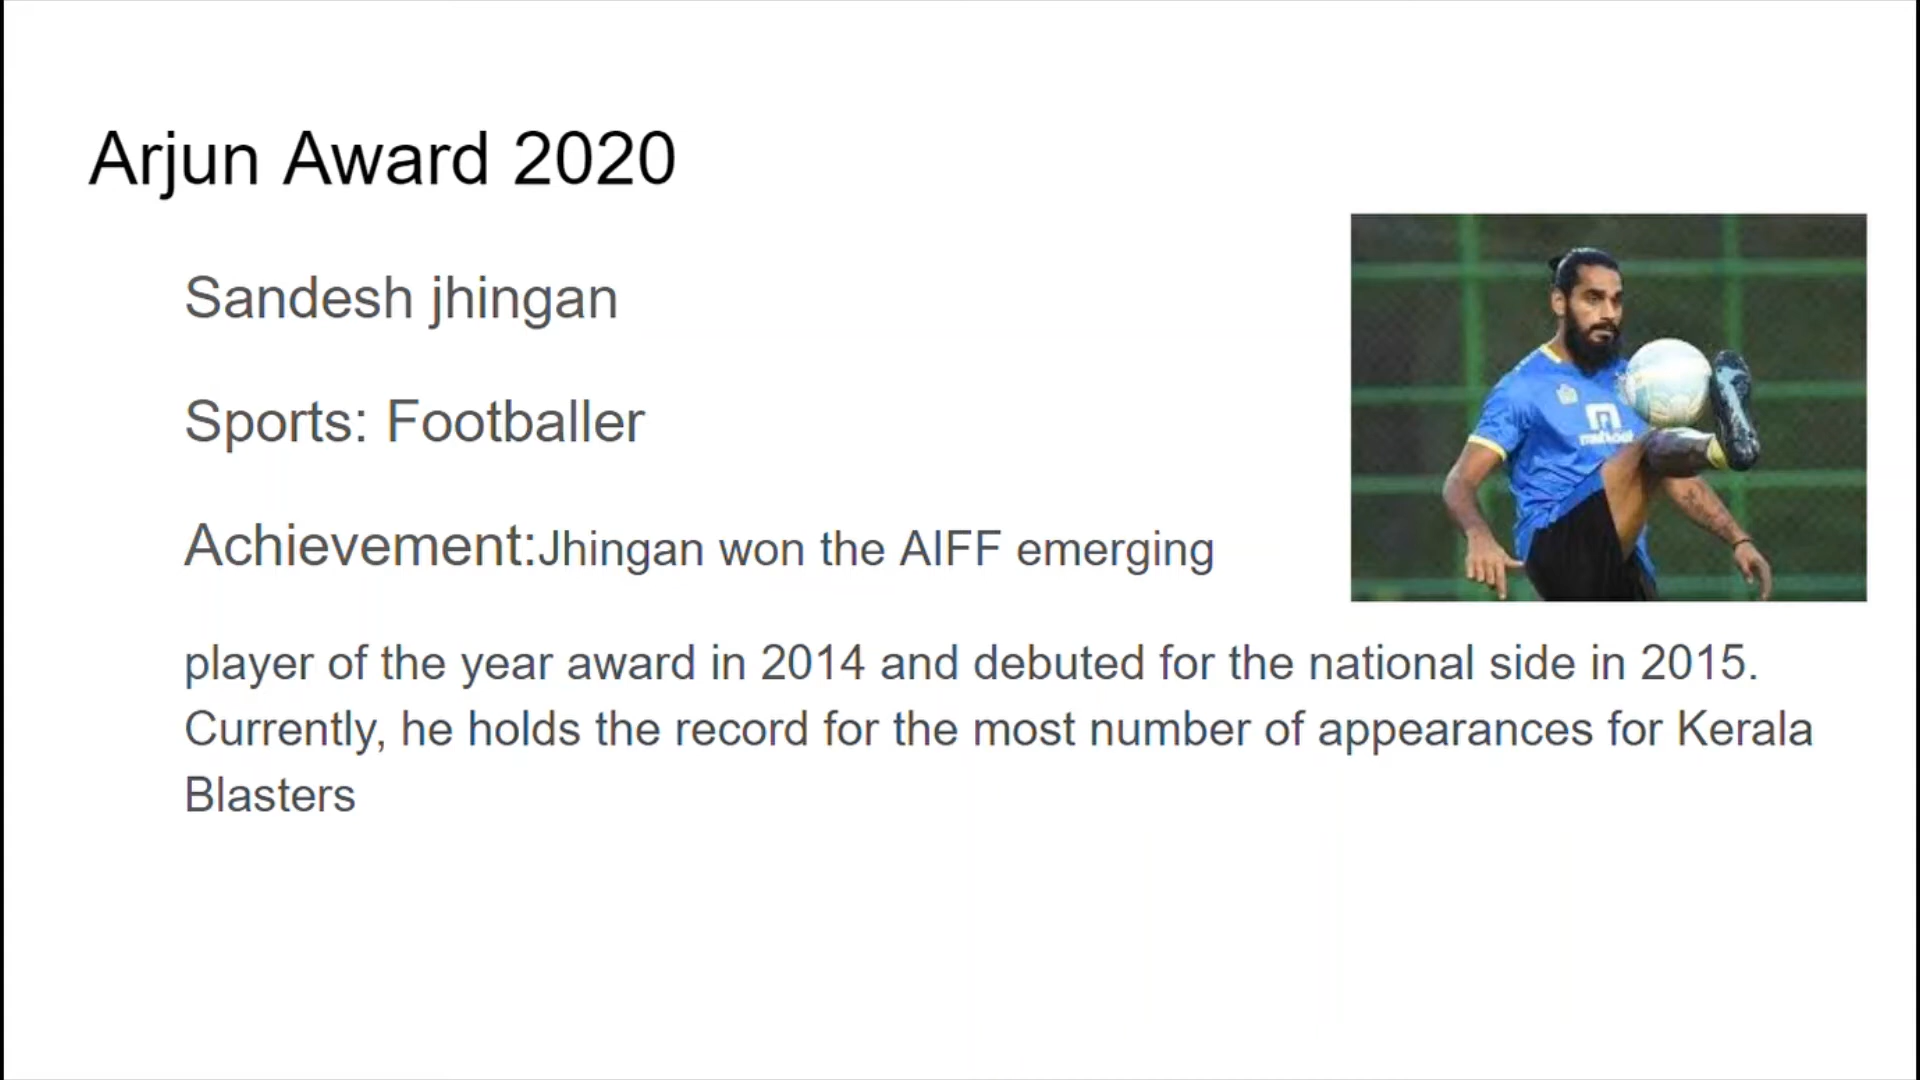 Arjun Award 2020
Sandesh jhingan
Sports: Footballer
Achievement:Jhingan won the AIFF emerging
player of the year award in 2014 and debuted for the national side in 2015.
Currently, he holds the record for the most number of appearances for Kerala
Blasters